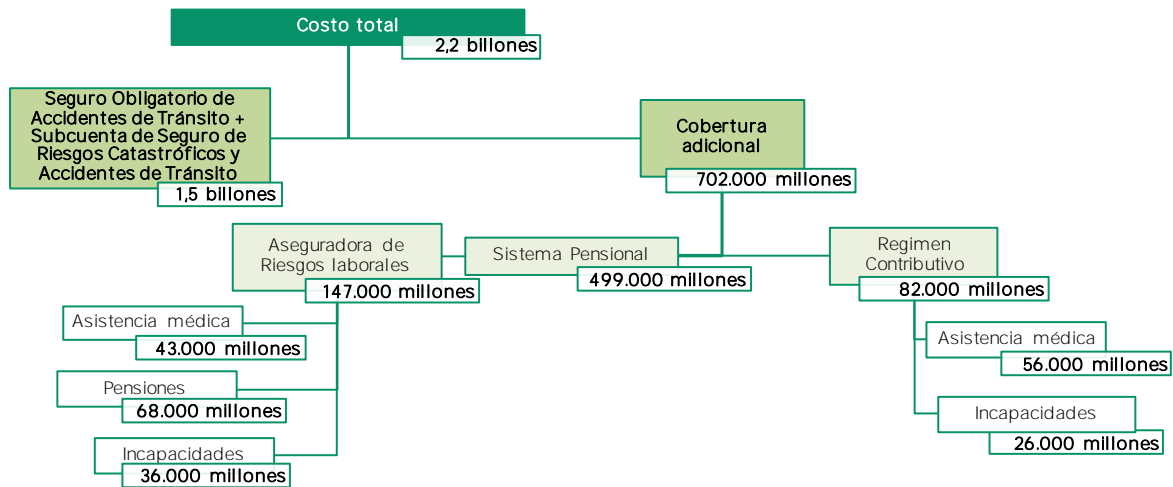 Costo total
2,2 billones
Seguro Obligatorio de
Accidentes de Tránsito +
Subcuenta de Seguro de
Riesgos Catastróficos y
Accidentes de Tránsito
1,5 billones
Cobertura
adicional
702.000 millones
Aseguradora de
Riesgos laborales
147.000 millones
Sistema Pensional
499.000 millones
Regimen
Contributivo
82.000 millones
Asistencia médica
43.000 millones
Pensiones
68.000 millones
Incapacidades
36.000 millones
Asistencia médica
56.000 millones
Incapacidades
26.000 millones